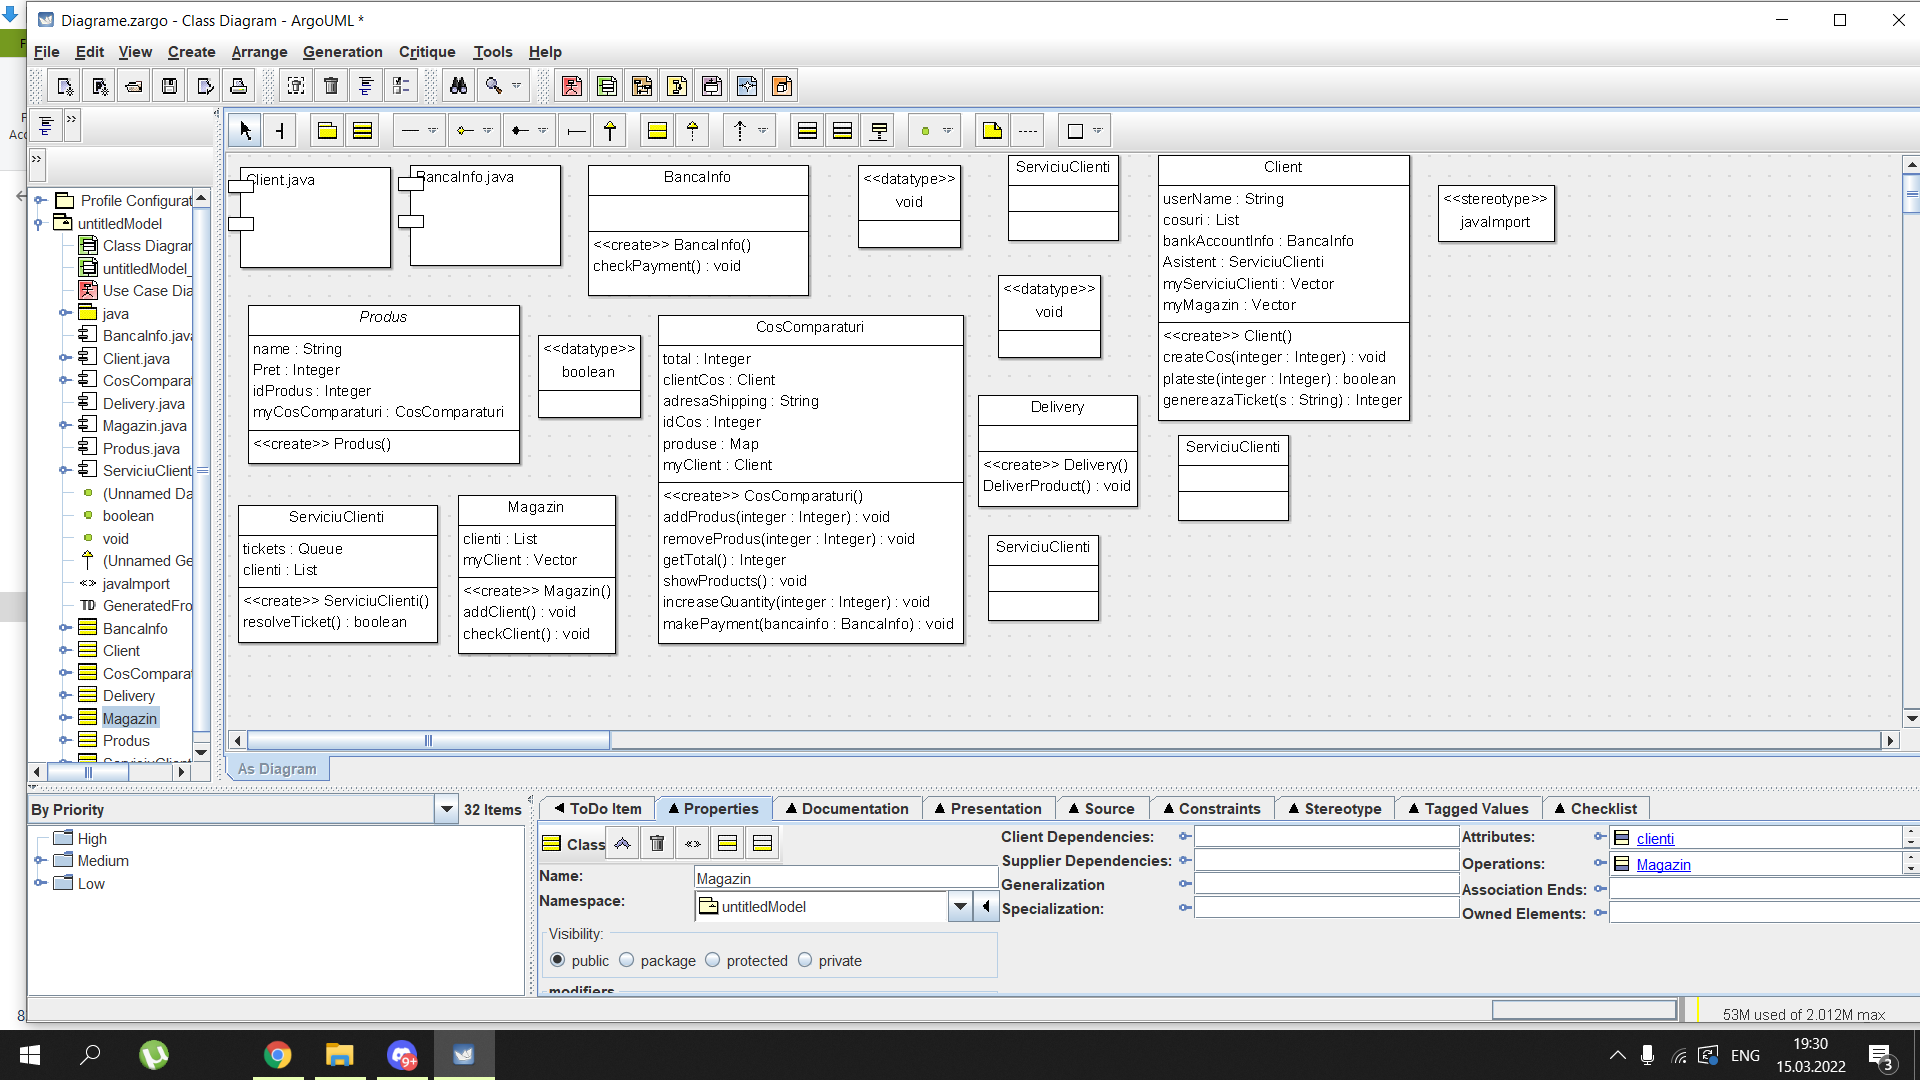 Diagrame.zargo - Class Diagram - ArgoUML *
File Edit View Create Arrange Generation Critique Tools Help
Profile Configurat
untitledModel
Class Diagrar
untitledModel_
Use Case Dia
java
BancaInfo.java
Client.java
CosCompara
Delivery.java
Magazin.java
Produs.java
ServiciuClient
(Unnamed Da
boolean
void
(Unnamed Ge
javaImport
TD GeneratedFro
BancaInfo
Client
CosCompara
Delivery
Magazin
Produs
Client.java
BancaInfo.java
BancaInfo
<<create>> BancaInfo()
checkPayment() : void
<<datatype>>
void
ServiciuClienti
Client
userName : String
cosuri : List
bankAccountInfo : BancaInfo
Asistent : ServiciuClienti
myServiciuClienti : Vector
myMagazin : Vector
<<create>> Client()
createCos(integer : Integer) : void
plateste(integer : Integer) : boolean
genereazaTicket(s : String) : Integer
<<stereotype>>
javaImport
Produs
name : String
Pret : Integer
idProdus : Integer
myCosComparaturi : CosComparaturi
<<create>> Produs()
<<datatype>>
boolean
CosComparaturi
total : Integer
clientCos : Client
adresaShipping : String
idCos : Integer
produse : Map
myClient : Client
<<create>> CosComparaturi()
addProdus(integer : Integer) : void
removeProdus(integer : Integer) : void
getTotal() : Integer
showProducts() : void
increaseQuantity(integer : Integer) : void
makePayment(bancainfo : BancaInfo) : void
<<datatype>>
void
Delivery
<<create>> Delivery()
DeliverProduct() : void
ServiciuClienti
ServiciuClienti
ServiciuClienti
tickets : Queue
clienti : List
<<create>> ServiciuClienti()
resolveTicket() : boolean
Magazin
clienti : List
myClient : Vector
<<create>> Magazin()
addClient() : void
checkClient() : void
As Diagram
By Priority 32 Items
High
Medium
Low
ToDo Item Properties Documentation Presentation Source Constraints Stereotype Tagged Values Checklist
Class
Name: Magazin
Namespace: untitledModel
Visibility:
public package protected private
modifiers
Client Dependencies:
Supplier Dependencies:
Generalization
Specialization:
Attributes: clienti
Operations: Magazin
Association Ends:
Owned Elements:
53M used of 2.012M max
8
9+
ENG
19:30
15.03.2022
3